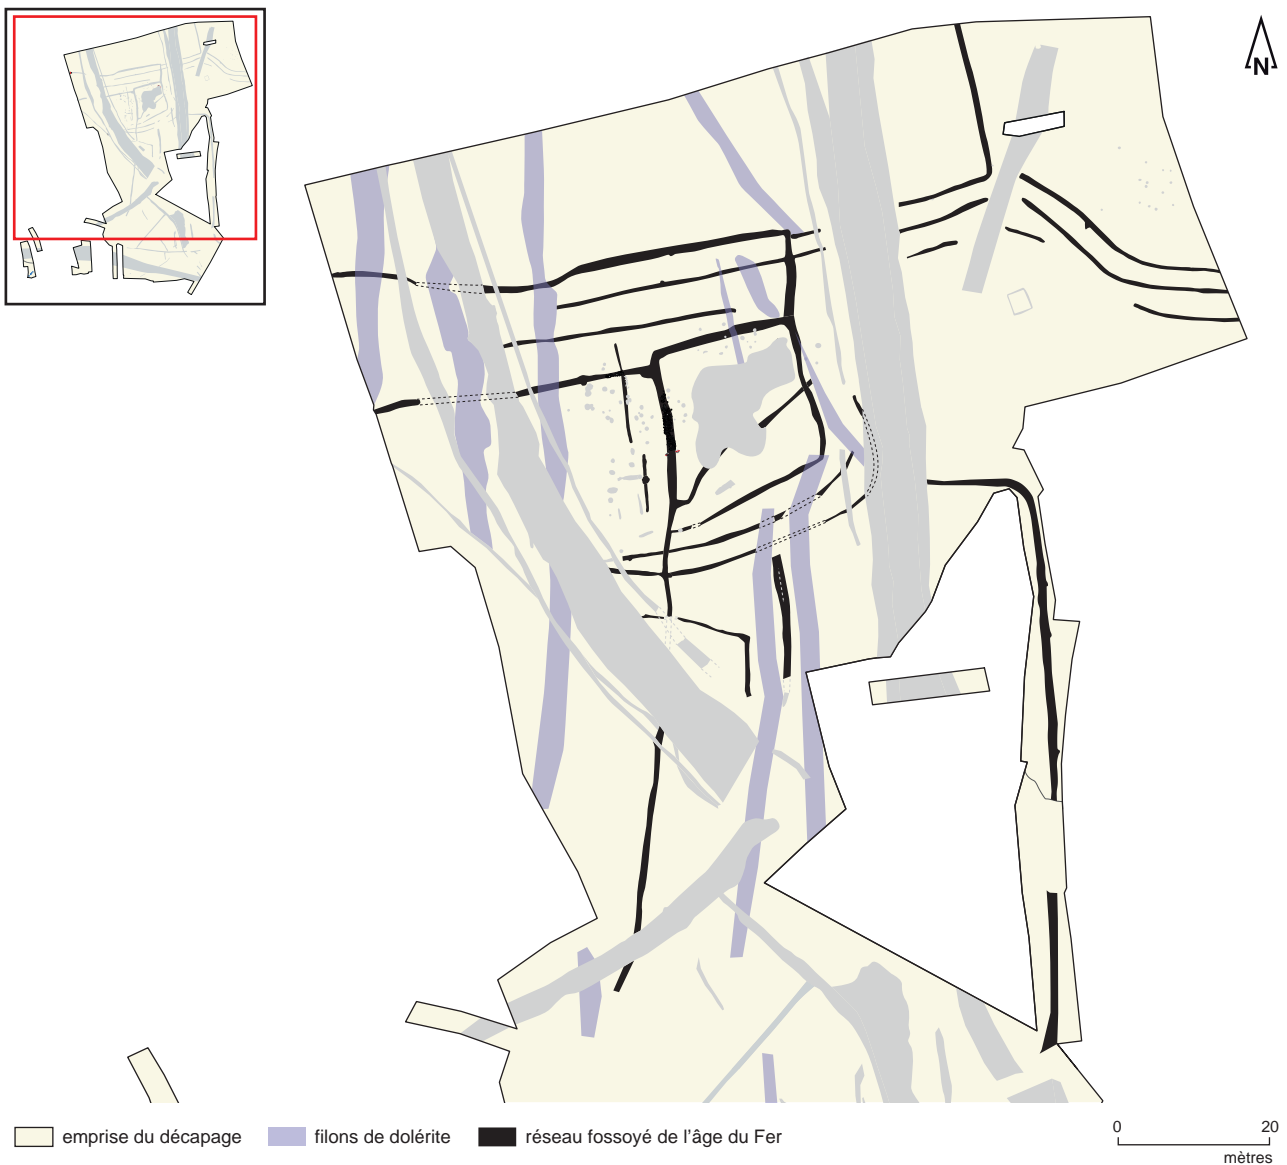 N
emprise du décapage
filons de dolérite
réseau fossoyé de l'âge du Fer
0 20
mètres